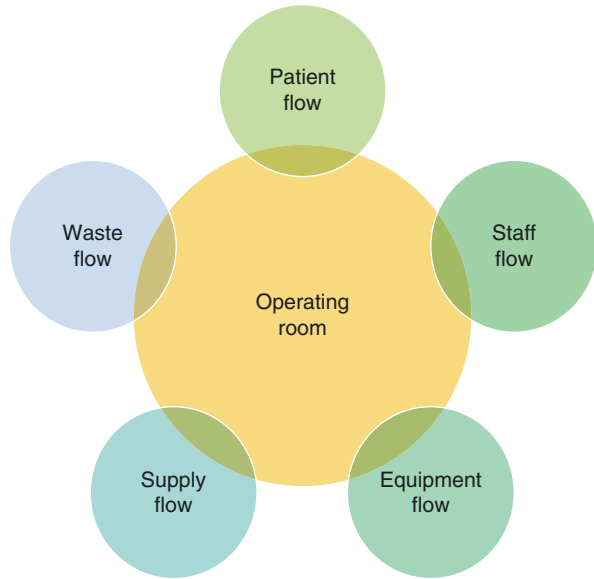 Patient
flow
Waste
flow
Staff
flow
Operating
room
Supply
flow
Equipment
flow